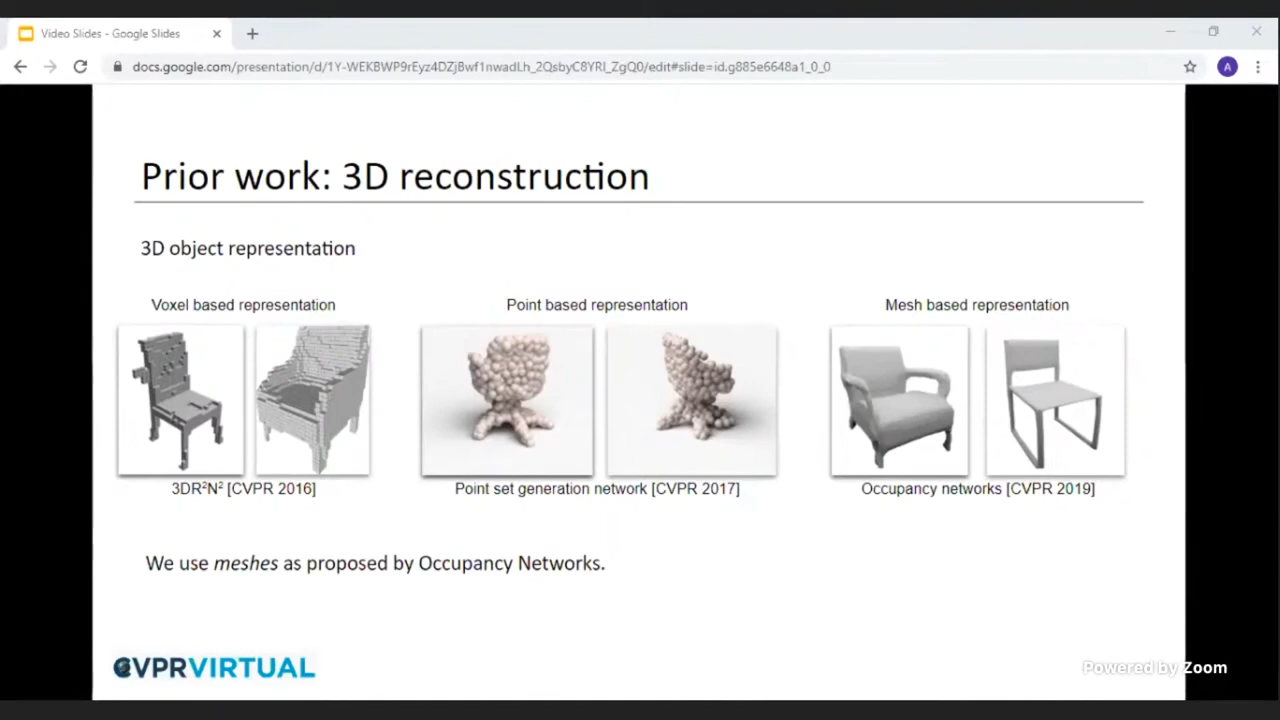 Video Slides - Google Slides
docs.google.com/presentation/d/1Y-WEKBWP9rEyz4DZjBwf1nwadLh_2QsbyC8YRl_ZgQ0/edit#slide=id.g885e6648a1_0_0
A
Prior work: 3D reconstruction
3D object representation
Voxel based representation
Point based representation
Mesh based representation
3DR²N² [CVPR 2016]
Point set generation network [CVPR 2017]
Occupancy networks [CVPR 2019]
We use meshes as proposed by Occupancy Networks.
CVPRVIRTUAL
Powered by Zoom